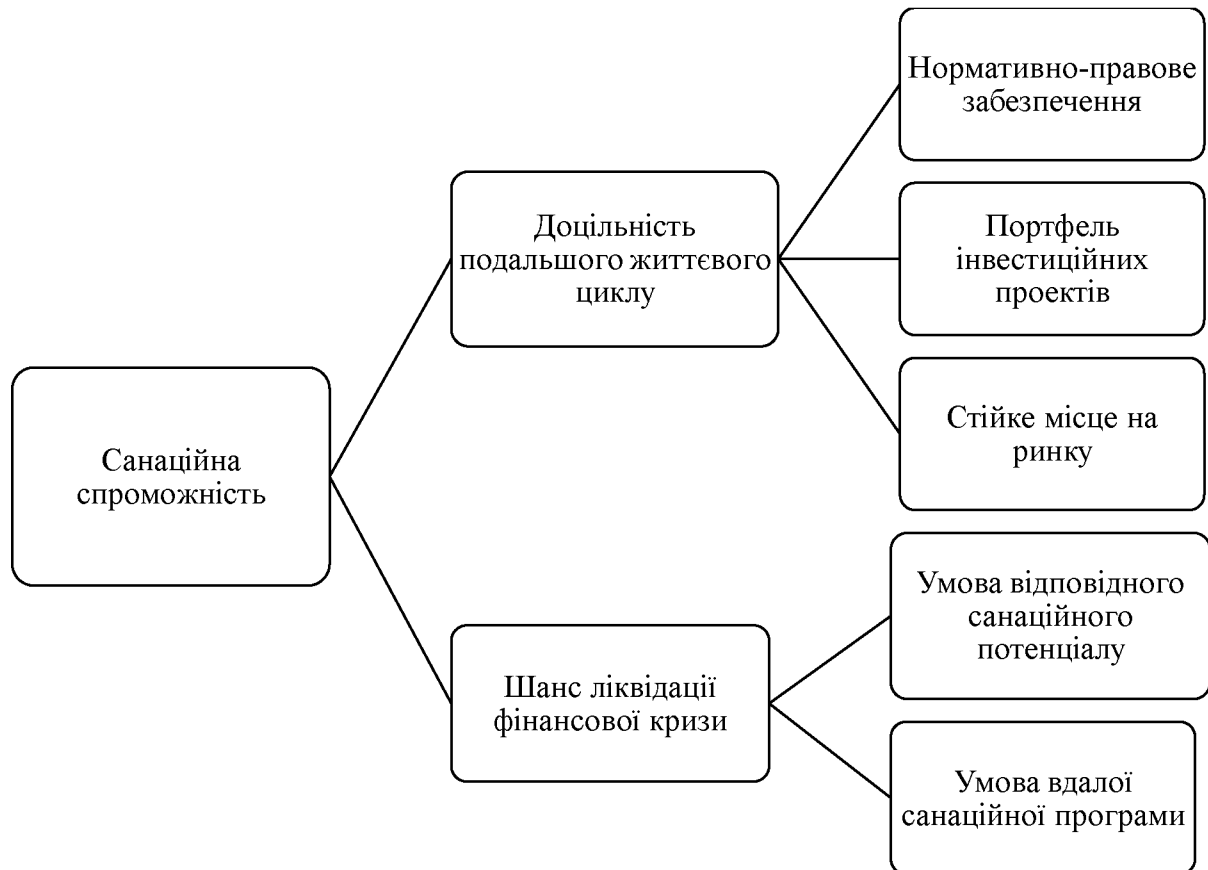 Нормативно-правове
забезпечення
Доцільність
подальшого життєвого
циклу
Портфель
інвестиційних
проектів
Стійке місце на
ринку
Санаційна
спроможність
Умова відповідного
санаційного
потенціалу
Шанс ліквідації
фінансової кризи
Умова вдалої
санаційної програми